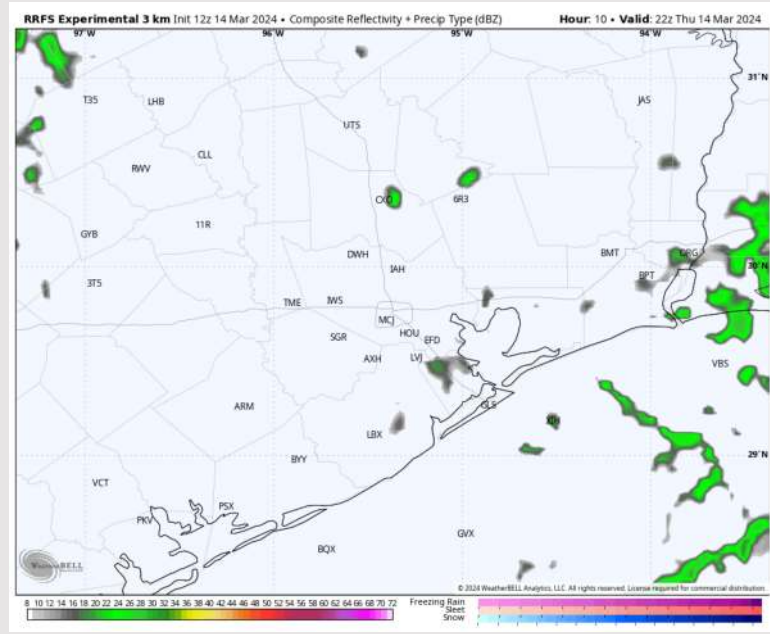 RRFS Experimental 3 km Init 12z 14 Mar 2024 • Composite Reflectivity + Precip Type (dBZ) Hour: 10 • Valid: 22z Thu 14 Mar 2024
97°W 96°W 95°W 94°W
31°N
T35 LHB JAS
UTS
CLL
RWV
CXO 6R3
11R
GYB
DWH BMT ORG
IAH 30°N
3T5 BPT
TME IWS
MCJ
SGR HOU EFD
AXH LVJ VBS
ARM GLS
XIH
LBX
BYY 29°N
VCT
PSX
PKV
GVX
BQX
WeatherBELL
© 2024 WeatherBELL Analytics, LLC. All rights reserved. License required for commercial distribution.
8 10 12 14 16 18 20 22 24 26 28 30 32 34 36 38 40 42 44 46 48 50 52 54 56 58 60 62 64 66 68 70 72
Freezing Rain
Sleet
Snow